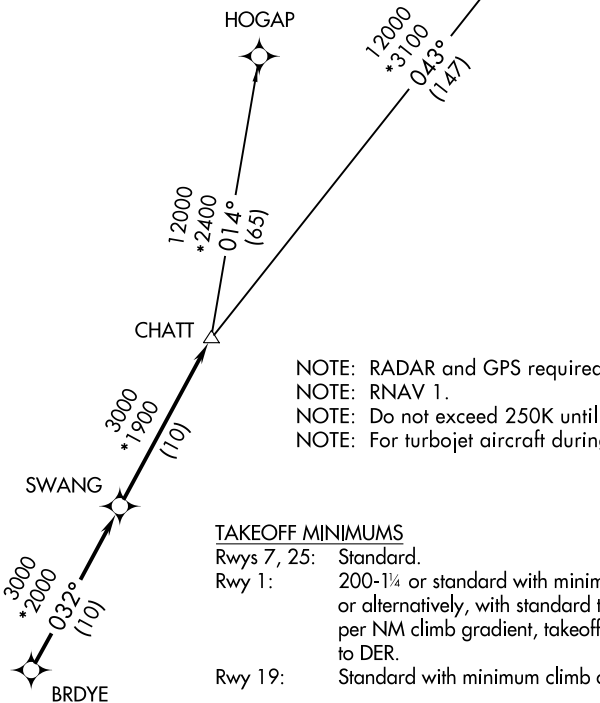 HOGAP
12000
*3100
043°
(147)
12000
*2400
014°
(65)
CHATT
3000
*1900
(10)
NOTE: RADAR and GPS required
NOTE: RNAV 1.
NOTE: Do not exceed 250K until
NOTE: For turbojet aircraft during
SWANG
3000
*2000
032°
(10)
BRDYE
TAKEOFF MINIMUMS
Rwys 7, 25: Standard.
Rwy 1: 200-1¼ or standard with minim
or alternatively, with standard t
per NM climb gradient, takeoff
to DER.
Rwy 19: Standard with minimum climb o